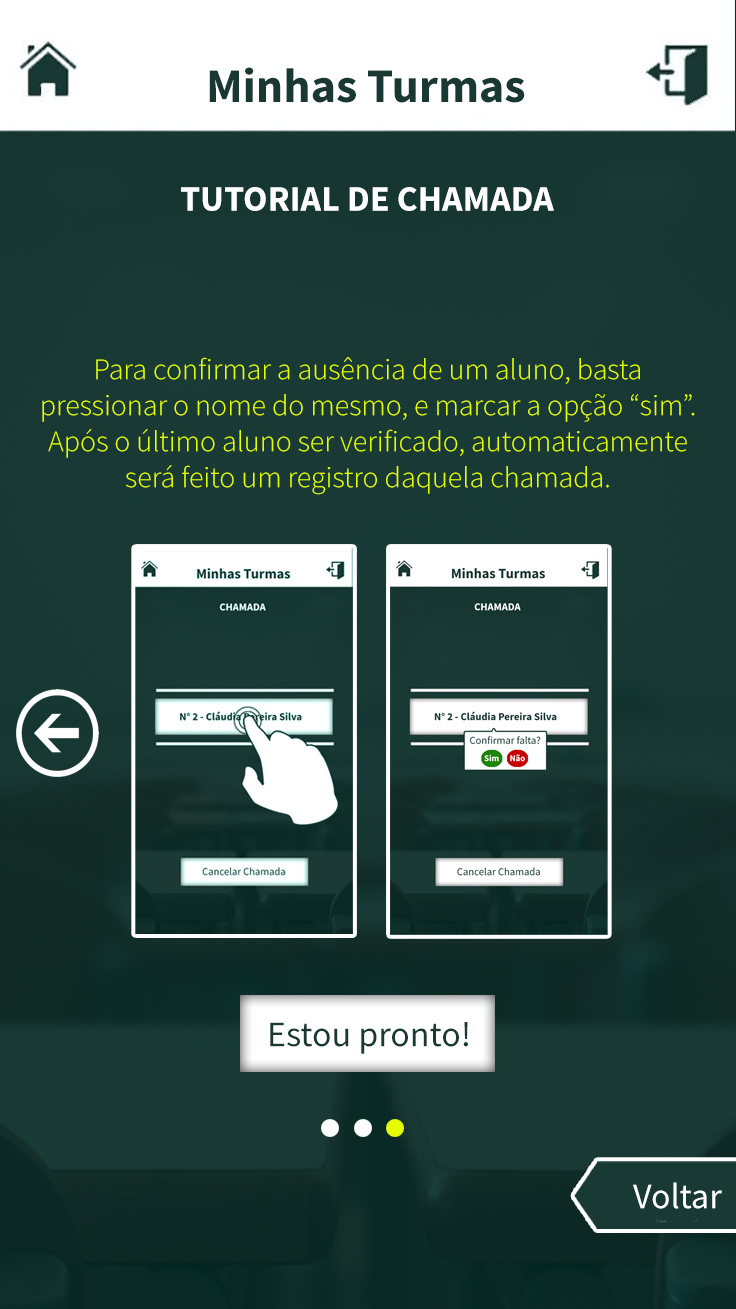 Minhas Turmas
TUTORIAL DE CHAMADA
Para confirmar a ausência de um aluno, basta
pressionar o nome do mesmo, e marcar a opção “sim”.
Após o último aluno ser verificado, automaticamente
será feito um registro daquela chamada.
Minhas Turmas
CHAMADA
N° 2 - Cláudia Pereira Silva
Cancelar Chamada
Minhas Turmas
CHAMADA
N° 2 - Cláudia Pereira Silva
Confirmar falta?
Sim Não
Cancelar Chamada
Estou pronto!
Voltar